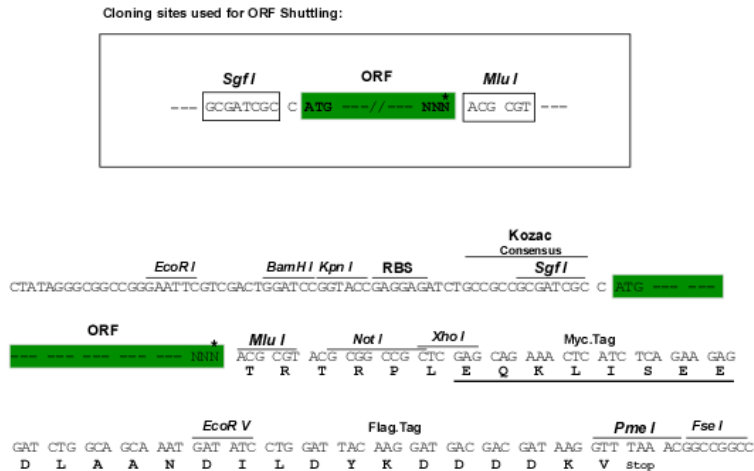 Cloning sites used for ORF Shuttling:
Sgf I ORF Mlu I
--- GCGATCGC C ATG ---//--- NNN* ACG CGT ---
Kozac
Consensus
EcoR I BamH I Kpn I RBS Sgf I
CTATAGGGCGGCCGGGAATTCGTCGACTGGATCCGGTACCGAGGAGATCTGCCGCCGCGATCGC C ATG --- ---
ORF Mlu I Not I Xho I Myc.Tag
--- --- --- --- --- --- NNN* ACG CGT ACG CGG CCG CTC GAG CAG AAA CTC ATC TCA GAA GAG
T R T R P L E Q K L I S E E
EcoR V Flag.Tag Pme I Fse I
GAT CTG GCA GCA AAT GAT ATC CTG GAT TAC AAG GAT GAC GAC GAT AAG GTT TAA ACGGCCGGCC
D L A A N D I L D Y K D D D D K V Stop